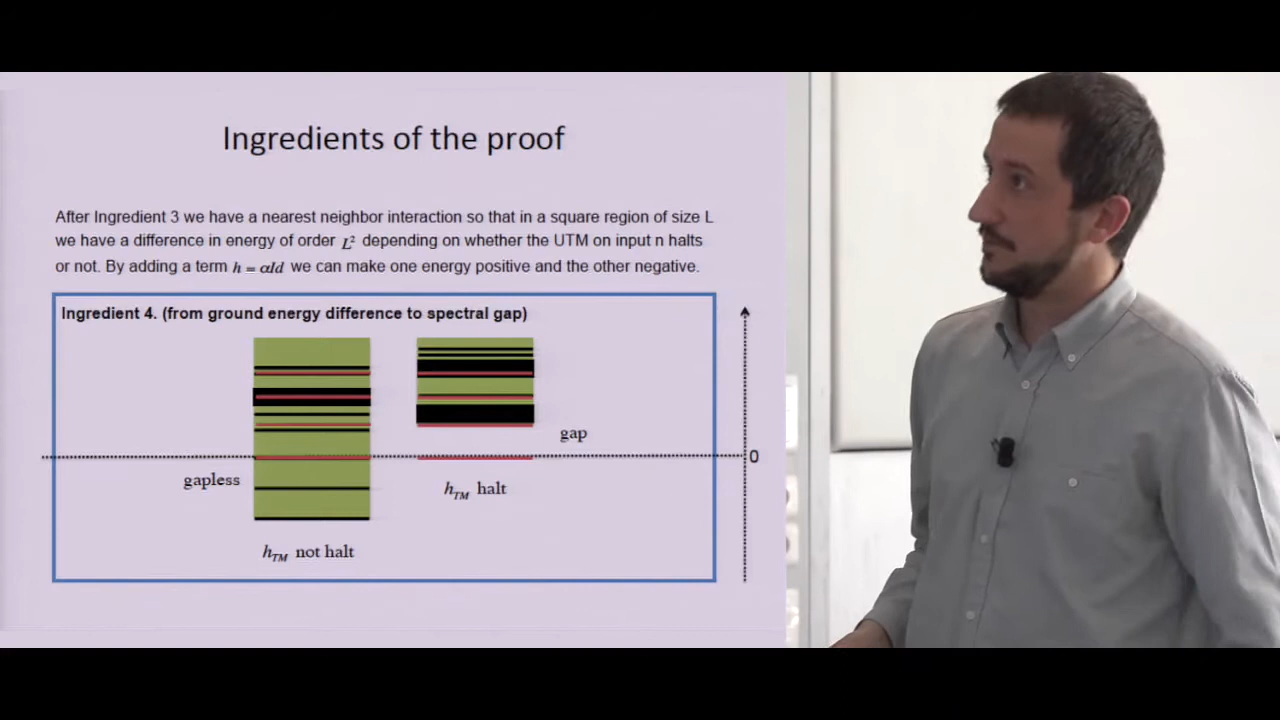 Ingredients of the proof
After Ingredient 3 we have a nearest neighbor interaction so that in a square region of size L
we have a difference in energy of order L² depending on whether the UTM on input n halts
or not. By adding a term h = αId we can make one energy positive and the other negative.
Ingredient 4. (from ground energy difference to spectral gap)
gap
0
gapless
h_TM halt
h_TM not halt